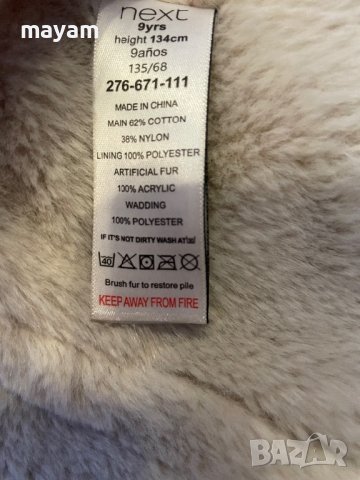 mayam
next
9yrs
height 134cm
9años
135/68
276-671-111
MADE IN CHINA
MAIN 62% COTTON
38% NYLON
LINING 100% POLYESTER
ARTIFICIAL FUR
100% ACRYLIC
WADDING
100% POLYESTER
IF IT'S NOT DIRTY WASH AT
40
Brush fur to restore pile
KEEP AWAY FROM FIRE
BAZAR